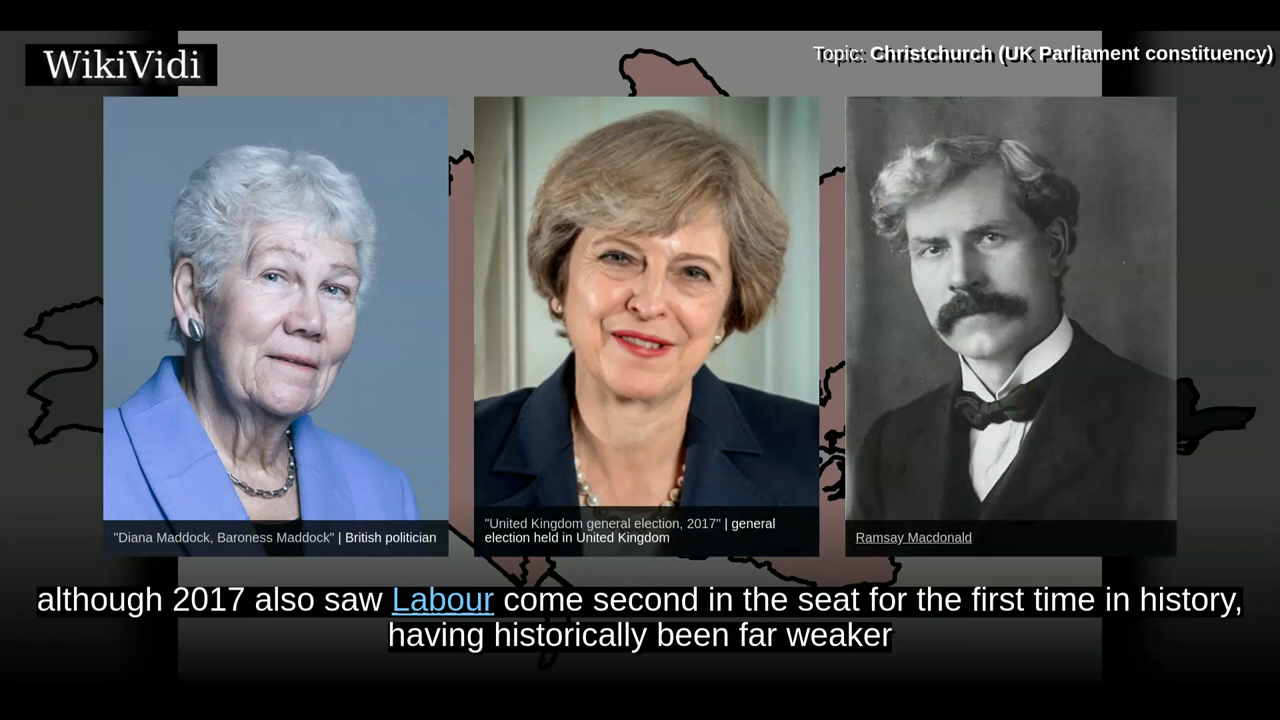 WikiVidi
Topic: Christchurch (UK Parliament constituency)
"Diana Maddock, Baroness Maddock" | British politician
"United Kingdom general election, 2017" | general
election held in United Kingdom
Ramsay Macdonald
although 2017 also saw Labour come second in the seat for the first time in history,
having historically been far weaker